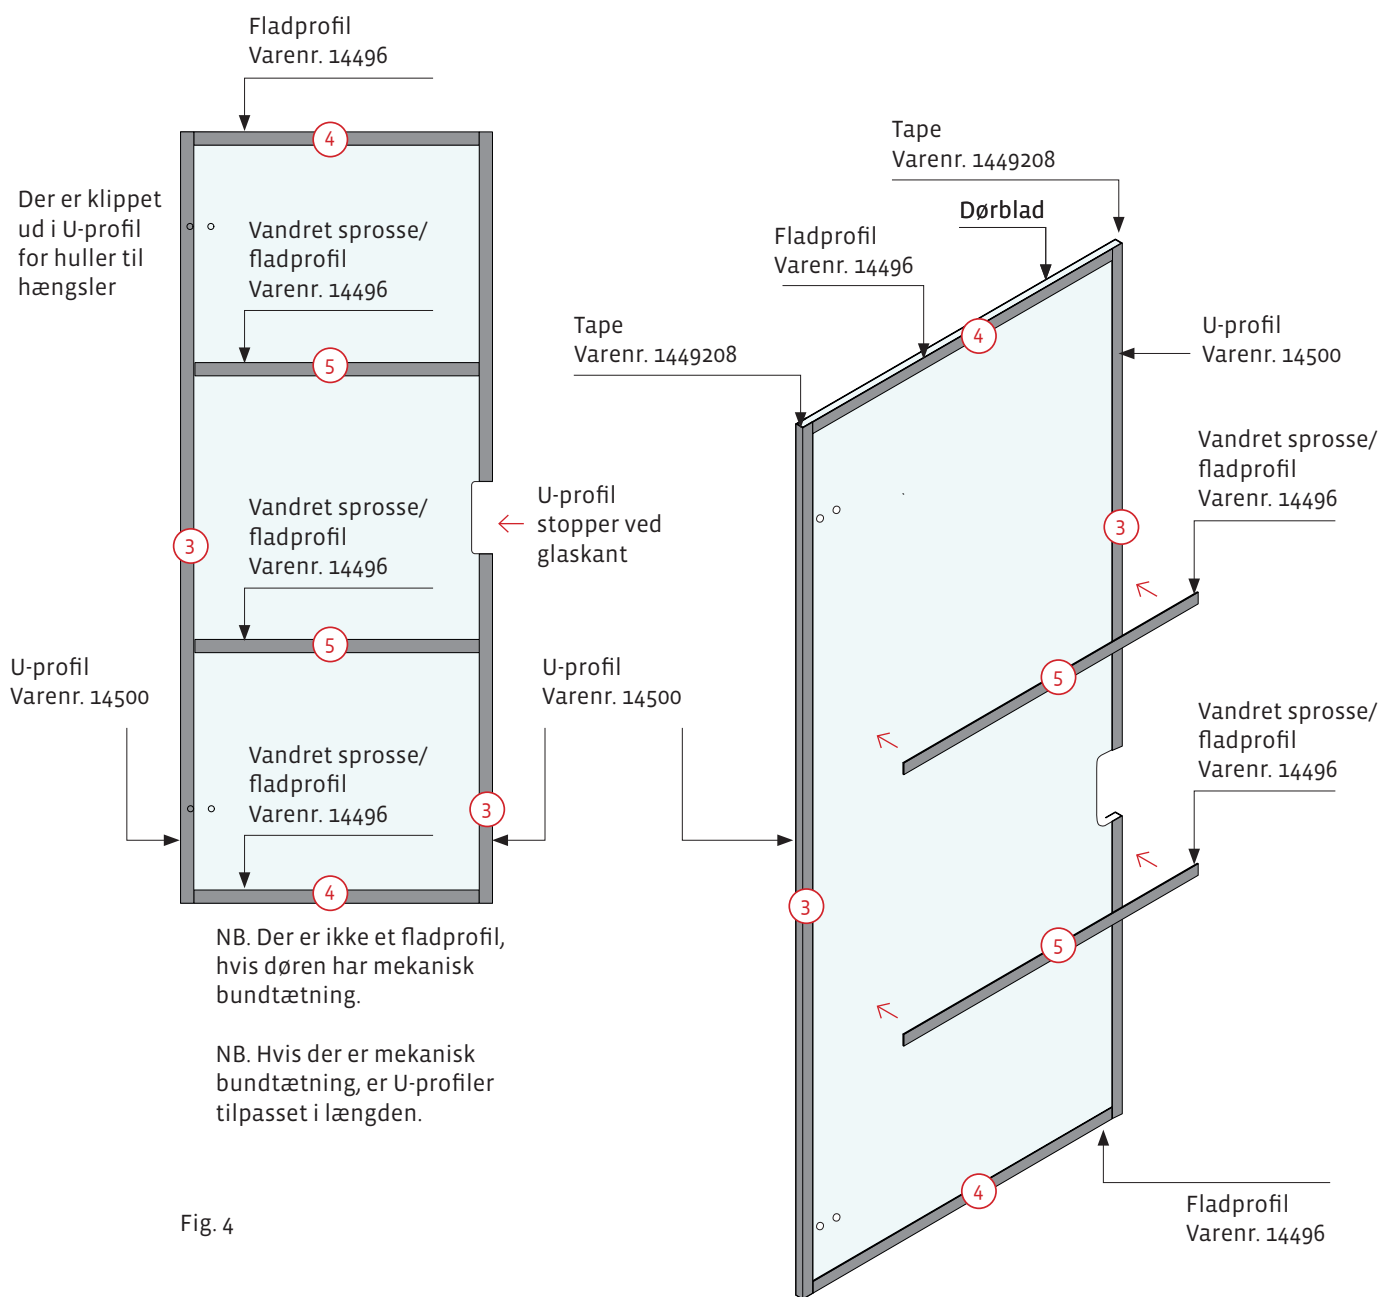 Fladprofil
Varenr. 14496
4
Der er klippet
ud i U-profil
for huller til
hængsler
Vandret sprosse/
fladprofil
Varenr. 14496
5
Vandret sprosse/
fladprofil
Varenr. 14496
3
U-profil
stopper ved
glaskant
5
U-profil
Varenr. 14500
U-profil
Varenr. 14500
Vandret sprosse/
fladprofil
Varenr. 14496
3
4
NB. Der er ikke et fladprofil,
hvis døren har mekanisk
bundtætning.
NB. Hvis der er mekanisk
bundtætning, er U-profiler
tilpasset i længden.
Fig. 4
Tape
Varenr. 1449208
Dørblad
Fladprofil
Varenr. 14496
Tape
Varenr. 1449208
4
U-profil
Varenr. 14500
Vandret sprosse/
fladprofil
Varenr. 14496
3
5
Vandret sprosse/
fladprofil
Varenr. 14496
3
5
4
Fladprofil
Varenr. 14496